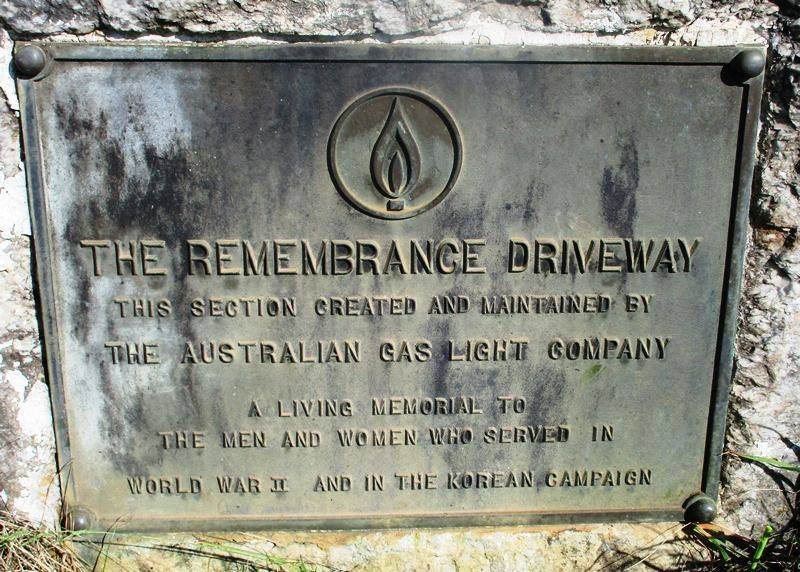 THE REMEMBRANCE DRIVEWAY
THIS SECTION CREATED AND MAINTAINED BY
THE AUSTRALIAN GAS LIGHT COMPANY
A LIVING MEMORIAL TO
THE MEN AND WOMEN WHO SERVED IN
WORLD WAR II AND IN THE KOREAN CAMPAIGN